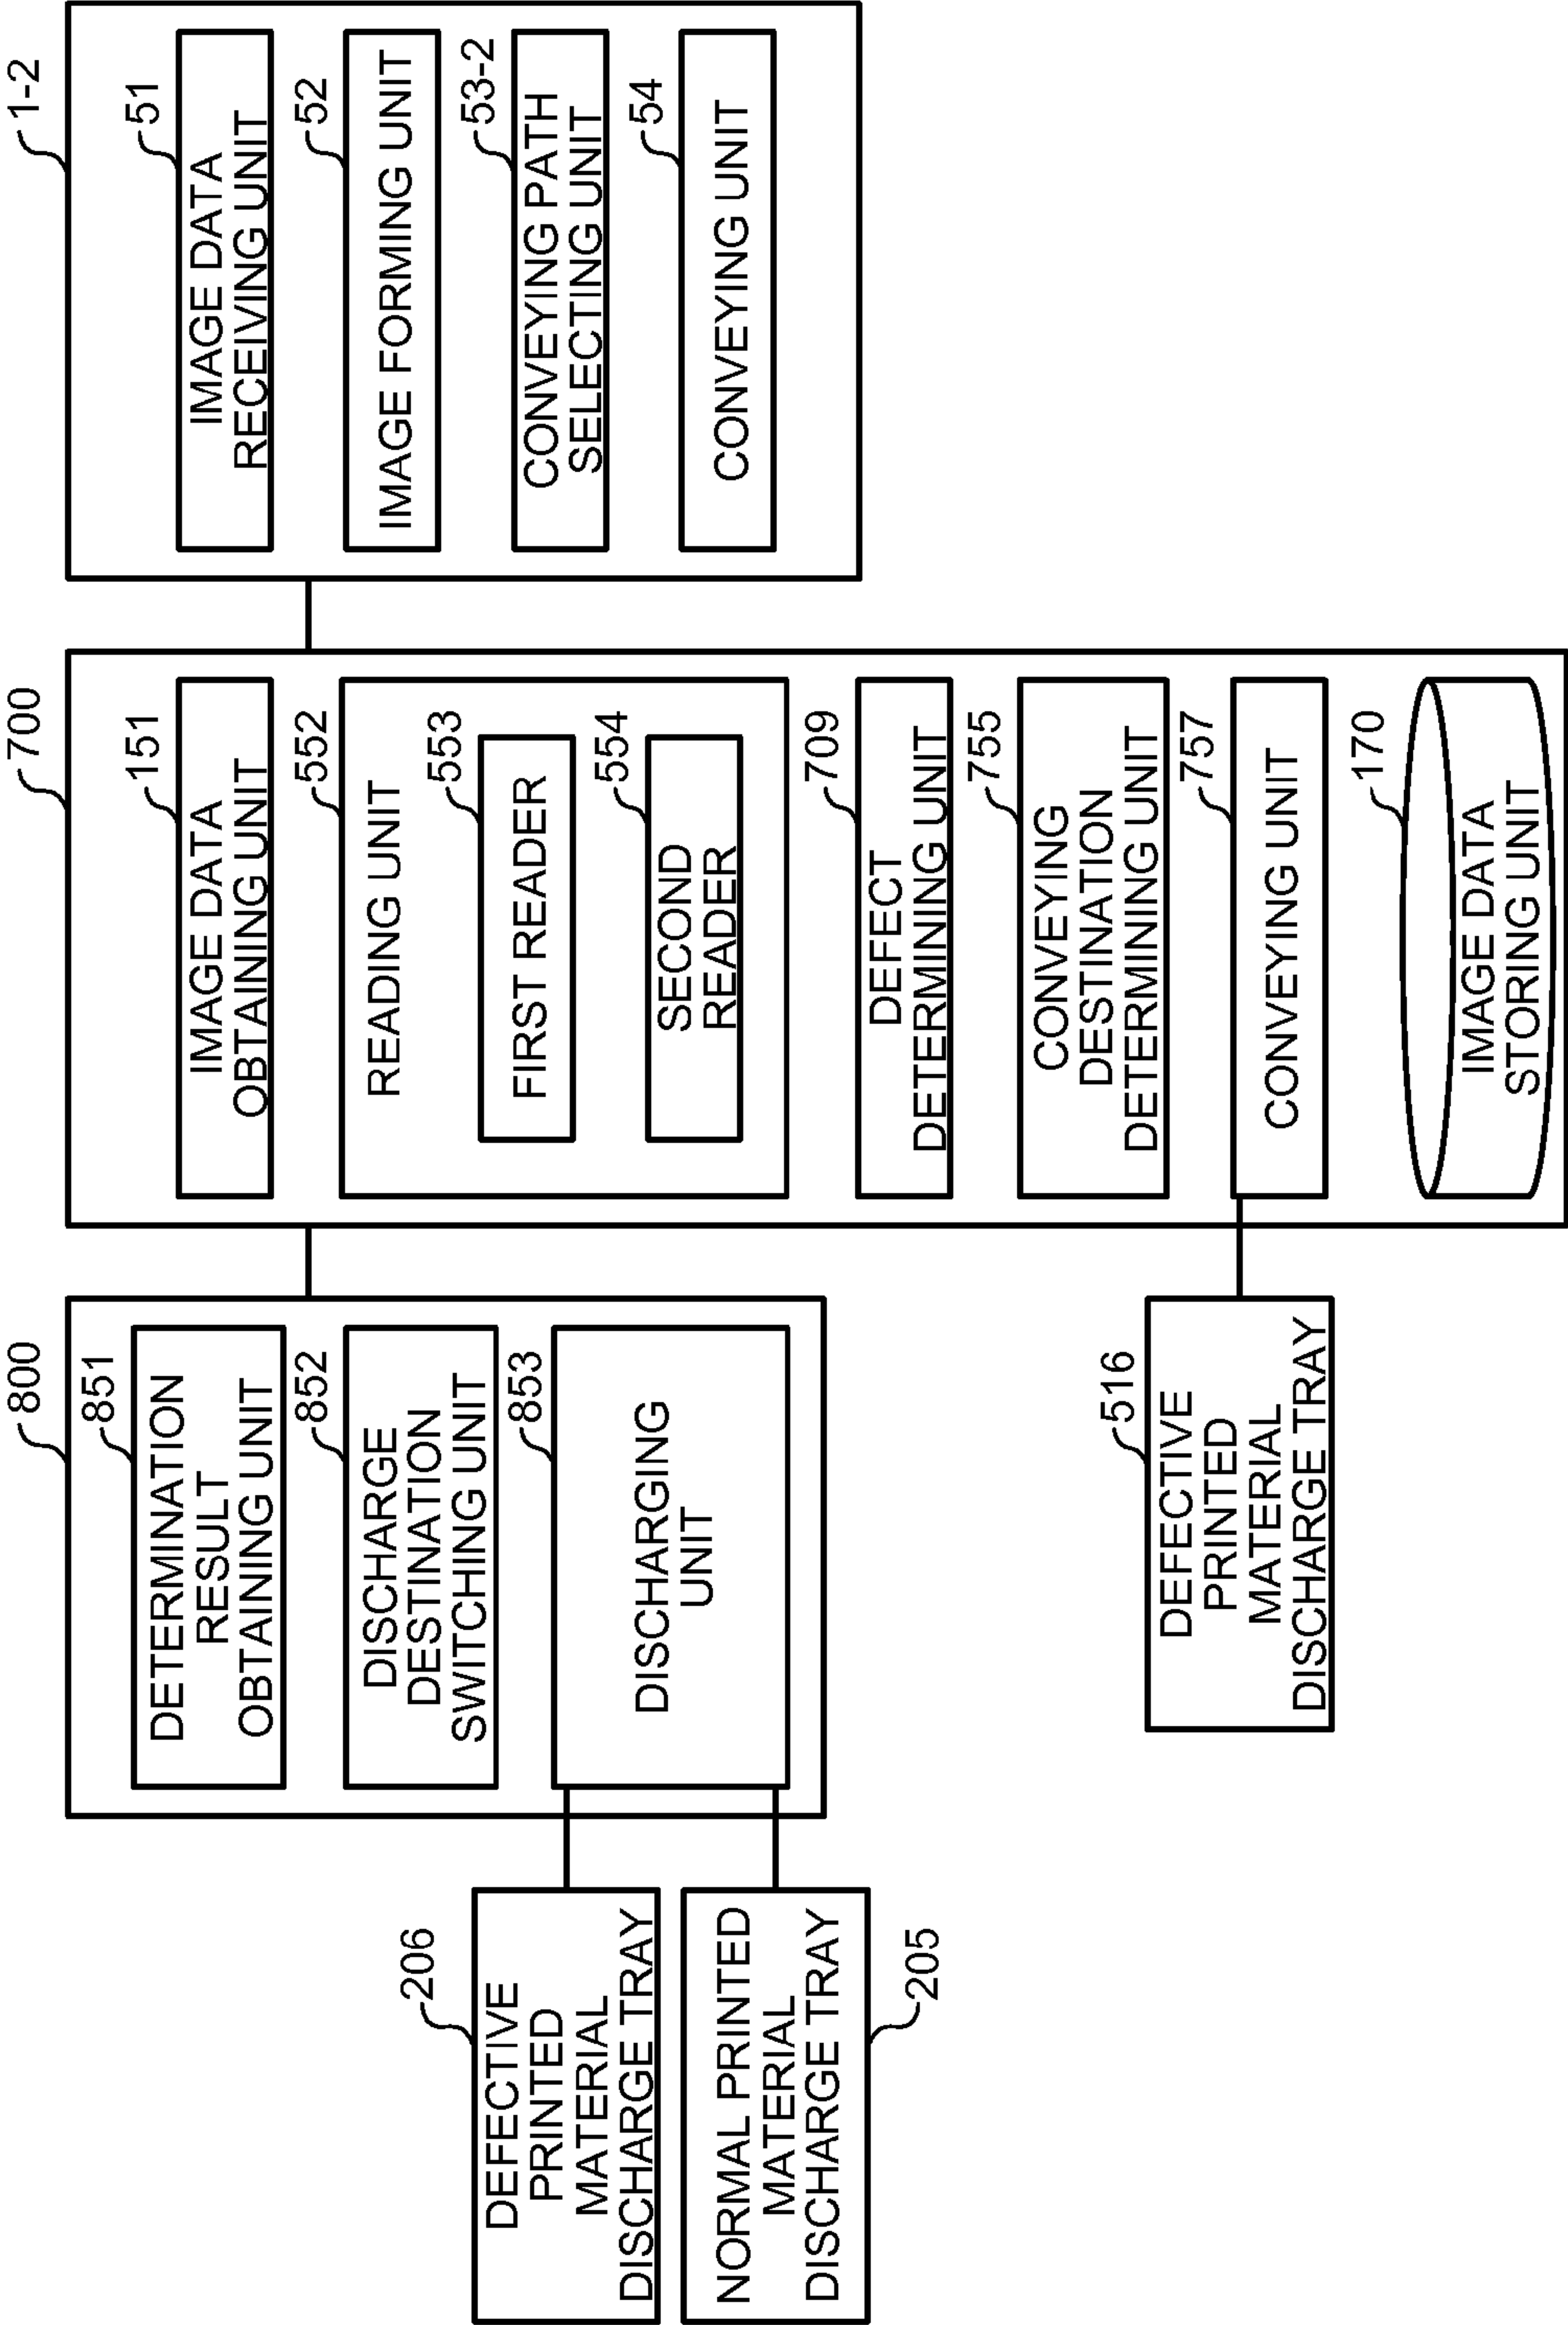 1-2
51
IMAGE DATA
RECEIVING UNIT
52
IMAGE FORMING UNIT
53-2
CONVEYING PATH
SELECTING UNIT
54
CONVEYING UNIT
700
151
IMAGE DATA
OBTAINING UNIT
552
READING UNIT
553
FIRST READER
554
SECOND
READER
709
DEFECT
DETERMINING UNIT
755
CONVEYING
DESTINATION
DETERMINING UNIT
757
CONVEYING UNIT
170
IMAGE DATA
STORING UNIT
800
851
DETERMINATION
RESULT
OBTAINING UNIT
852
DISCHARGE
DESTINATION
SWITCHING UNIT
853
DISCHARGING
UNIT
516
DEFECTIVE
PRINTED
MATERIAL
DISCHARGE TRAY
206
DEFECTIVE
PRINTED
MATERIAL
DISCHARGE TRAY
NORMAL PRINTED
MATERIAL
DISCHARGE TRAY
205